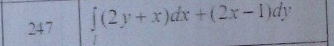 247
∫(2y + x)dx + (2x − 1)dy
l